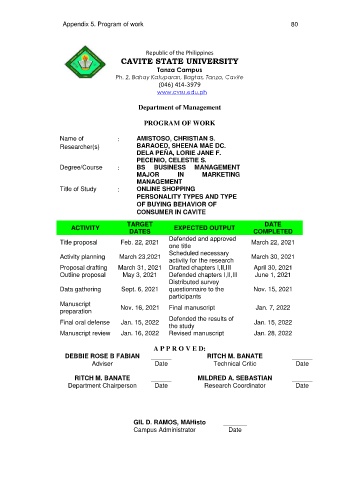 Appendix 5. Program of work 80
Republic of the Philippines
CAVITE STATE UNIVERSITY
Tanza Campus
Ph. 2, Bahay Katuparan, Bagtas, Tanza, Cavite
(046) 414-3979
www.cvsu.edu.ph
Department of Management
PROGRAM OF WORK
Name of Researcher(s) : AMISTOSO, CHRISTIAN S.
BARAOED, SHEENA MAE DC.
DELA PEÑA, LORIE JANE F.
PECENIO, CELESTIE S.
Degree/Course : BS BUSINESS MANAGEMENT
MAJOR IN MARKETING
MANAGEMENT
Title of Study : ONLINE SHOPPING
PERSONALITY TYPES AND TYPE
OF BUYING BEHAVIOR OF
CONSUMER IN CAVITE
ACTIVITY TARGET DATES EXPECTED OUTPUT DATE COMPLETED
Title proposal Feb. 22, 2021 Defended and approved one title March 22, 2021
Activity planning March 23,2021 Scheduled necessary activity for the research March 30, 2021
Proposal drafting March 31, 2021 Drafted chapters I,II,III April 30, 2021
Outline proposal May 3, 2021 Defended chapters I,II,III June 1, 2021
Data gathering Sept. 6, 2021 Distributed survey questionnaire to the participants Nov. 15, 2021
Manuscript preparation Nov. 16, 2021 Final manuscript Jan. 7, 2022
Final oral defense Jan. 15, 2022 Defended the results of the study Jan. 15, 2022
Manuscript review Jan. 16, 2022 Revised manuscript Jan. 28, 2022
A P P R O V E D:
DEBBIE ROSE B FABIAN ______ RITCH M. BANATE ______
Adviser Date Technical Critic Date
RITCH M. BANATE ______ MILDRED A. SEBASTIAN ______
Department Chairperson Date Research Coordinator Date
GIL D. RAMOS, MAHisto ______
Campus Administrator Date